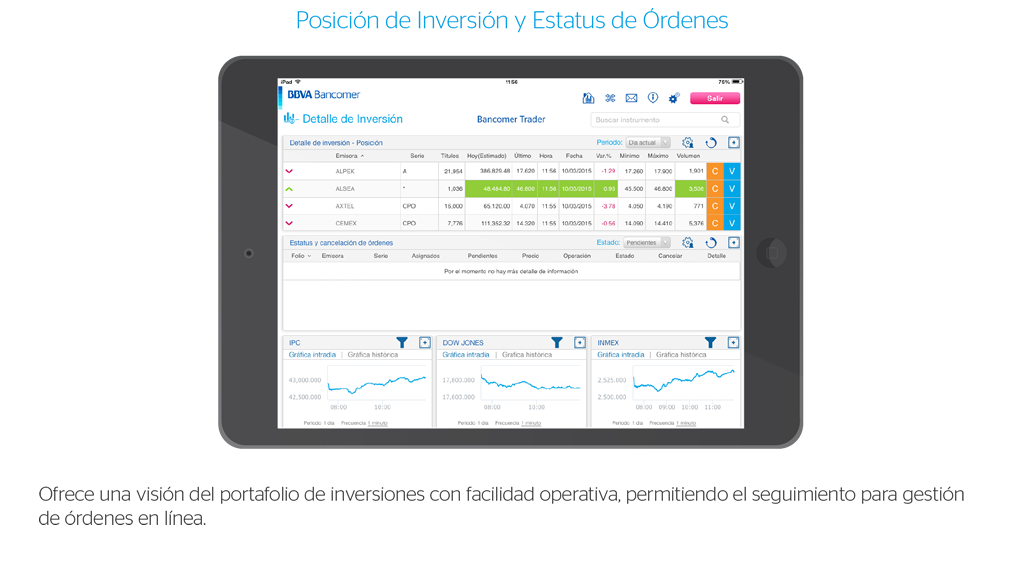 Posición de Inversión y Estatus de Órdenes
iPad 11:56 76%
BBVA Bancomer
Salir
Detalle de Inversión Bancomer Trader Buscar instrumento
Detalle de inversión - Posición Periodo: Día actual
Emisora Serie Títulos Hoy(Estimado) Último Hora Fecha Var.% Mínimo Máximo Volumen
ALPEK A 21,954 386,829.48 17.620 11:56 10/03/2015 -1.29 17.260 17.900 1,931 C V
ALSEA * 1,036 48,484.80 46.800 11:56 10/03/2015 0.95 45.500 46.800 3,556 C V
AXTEL CPO 16,000 65,120.00 4.070 11:55 10/03/2015 -3.78 4.050 4.190 771 C V
CEMEX CPO 7,776 111,352.32 14.320 11:55 10/03/2015 -0.56 14.090 14.410 5,376 C V
Estatus y cancelación de órdenes Estado: Pendientes
Folio Emisora Serie Asignados Pendientes Precio Operación Estado Cancelar Detalle
Por el momento no hay más detalle de información
IPC DOW JONES INMEX
Gráfica intradía | Gráfica histórica Gráfica intradía | Gráfica histórica Gráfica intradía | Gráfica histórica
43,000.000 17,800.000 2,525.000
42,500.000 17,600.000 2,500.000
08:00 10:00 08:00 10:00 08:00 09:00 10:00 11:00
Periodo 1 día Frecuencia 1 minuto Periodo 1 día Frecuencia 1 minuto Periodo 1 día Frecuencia 1 minuto
Ofrece una visión del portafolio de inversiones con facilidad operativa, permitiendo el seguimiento para gestión
de órdenes en línea.